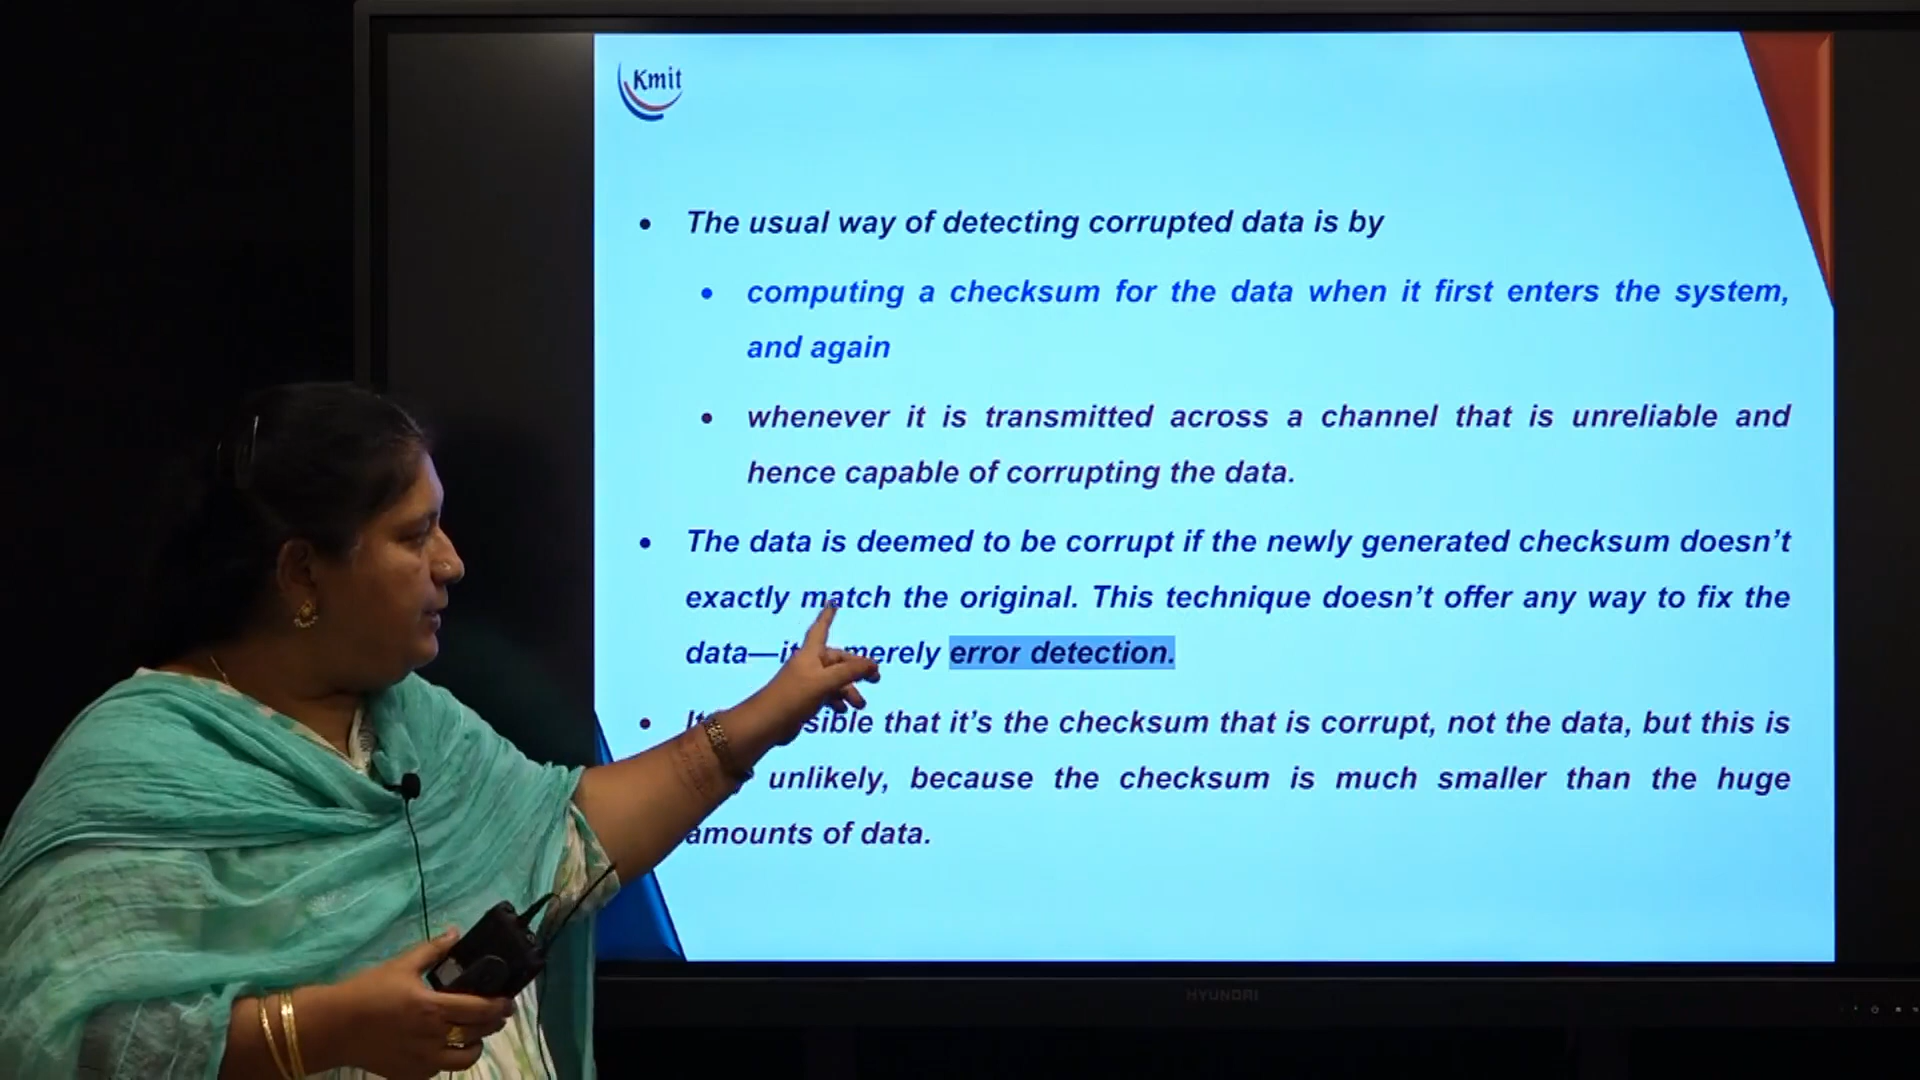 Kmit
The usual way of detecting corrupted data is by
computing a checksum for the data when it first enters the system,
and again
whenever it is transmitted across a channel that is unreliable and
hence capable of corrupting the data.
The data is deemed to be corrupt if the newly generated checksum doesn't
exactly match the original. This technique doesn't offer any way to fix the
data—it merely error detection.
that it's the checksum that is corrupt, not the data, but this is
unlikely, because the checksum is much smaller than the huge
amounts of data.
HYUNDAI